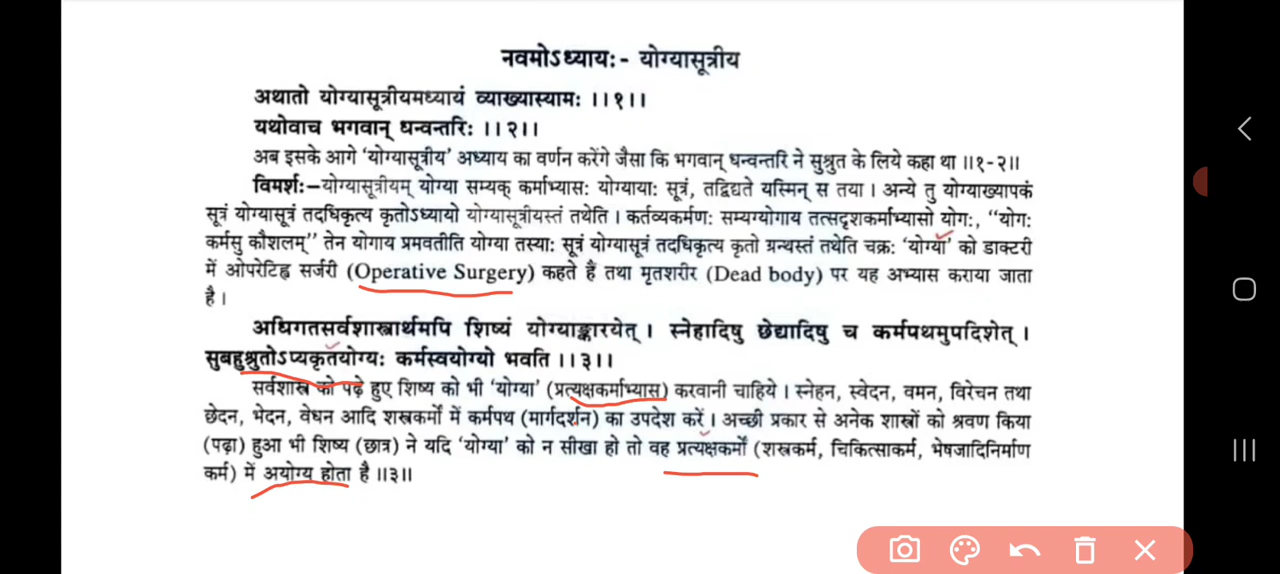 नवमोऽध्यायः- योग्यासूत्रीय
अथातो योग्यासूत्रीयमध्यायं व्याख्यास्यामः ।।१।।
यथोवाच भगवान् धन्वन्तरिः ।।२।।
अब इसके आगे 'योग्यासूत्रीय' अध्याय का वर्णन करेंगे जैसा कि भगवान् धन्वन्तरि ने सुश्रुत के लिये कहा था ॥१-२॥
विमर्शः–योग्यासूत्रीयम् योग्या सम्यक् कर्माभ्यासः योग्यायाः सूत्रं, तद्विद्यते यस्मिन् स तया । अन्ये तु योग्याख्यापकं
सूत्रं योग्यासूत्रं तदधिकृत्य कृतोऽध्यायो योग्यासूत्रीयस्तं तथेति । कर्तव्यकर्मणः सम्यग्योगाय तत्सदृशकर्माभ्यासो योगः, “योगः
कर्मसु कौशलम्” तेन योगाय प्रमवतीति योग्या तस्याः सूत्रं योग्यासूत्रं तदधिकृत्य कृतो ग्रन्थस्तं तथेति चक्रः 'योग्या' को डाक्टरी
में ओपरेटिह्व सर्जरी (Operative Surgery) कहते हैं तथा मृतशरीर (Dead body) पर यह अभ्यास कराया जाता
है ।
अधिगतसर्वशास्त्रार्थमपि शिष्यं योग्याङ्कारयेत् । स्नेहादिषु छेद्यादिषु च कर्मपथमुपदिशेत् ।
सुबहुश्रुतोऽप्यकृतयोग्यः कर्मस्वयोग्यो भवति ।।३।।
सर्वशास्त्र को पढ़े हुए शिष्य को भी 'योग्या' (प्रत्यक्षकर्माभ्यास) करवानी चाहिये । स्नेहन, स्वेदन, वमन, विरेचन तथा
छेदन, भेदन, वेधन आदि शस्त्रकर्मों में कर्मपथ (मार्गदर्शन) का उपदेश करें । अच्छी प्रकार से अनेक शास्त्रों को श्रवण किया
(पढ़ा) हुआ भी शिष्य (छात्र) ने यदि 'योग्या' को न सीखा हो तो वह प्रत्यक्षकर्मों (शस्त्रकर्म, चिकित्साकर्म, भेषजादिनिर्माण
कर्म) में अयोग्य होता है ॥३॥